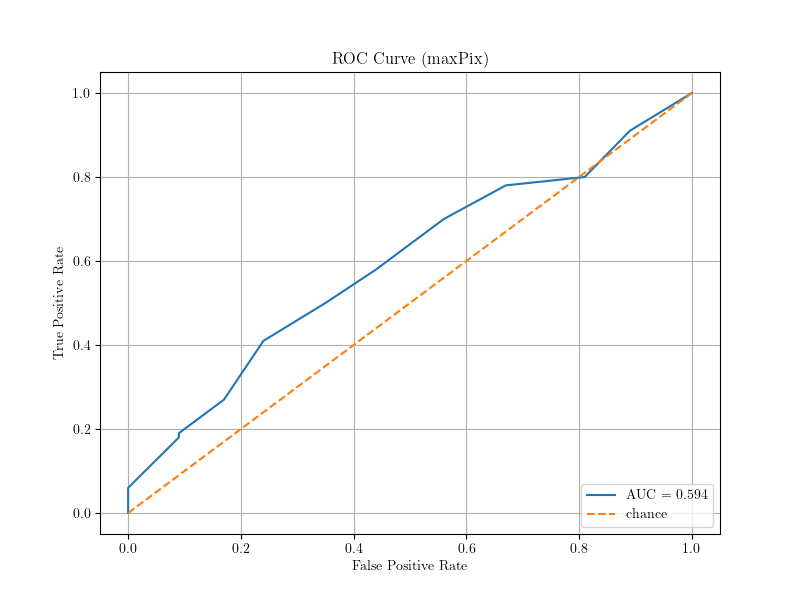 ROC Curve (maxPix)
True Positive Rate
1.0
0.8
0.6
0.4
0.2
0.0
AUC = 0.594
chance
0.0 0.2 0.4 0.6 0.8 1.0
False Positive Rate